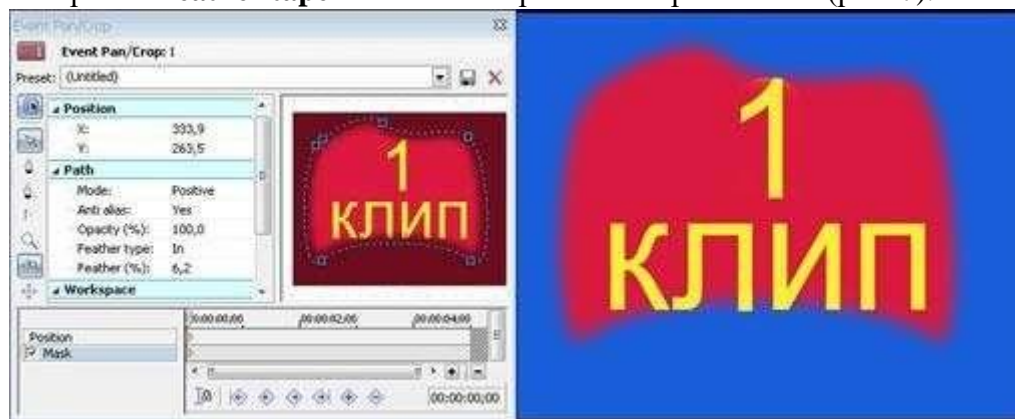 Event Pan/Crop
Event Pan/Crop: 1
Preset: (Untitled)
Position
X: 333,9
Y: 263,5
Path
Mode: Positive
Anti alias: Yes
Opacity (%): 100,0
Feather type: In
Feather (%): 6,2
Workspace
1
КЛИП
1
КЛИП
0:00:00;00 00:00:02;00 00:00:04;00
Position
Mask
00:00:00;00